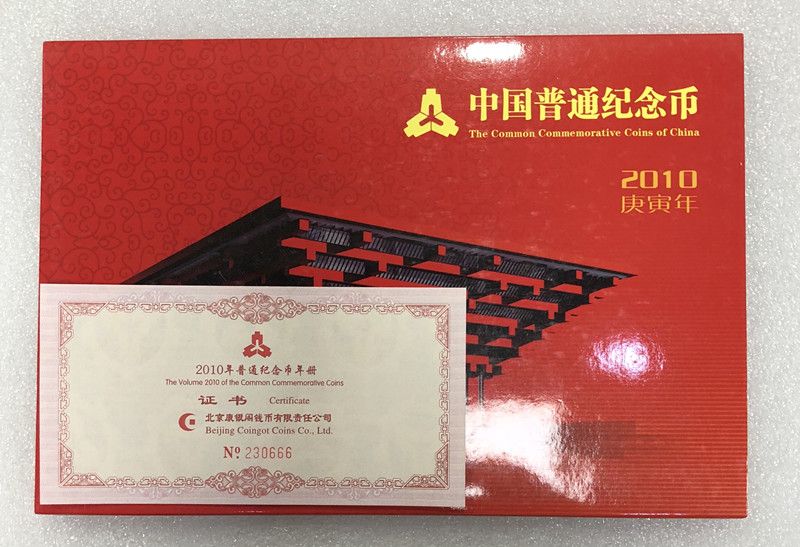 中国普通纪念币
The Common Commemorative Coins of China
2010
庚寅年
2010年普通纪念币年册
The Volume 2010 of the Common Commemorative Coins
证书 Certificate
北京康银阁钱币有限责任公司
Beijing Coingot Coins Co., Ltd.
№ 230666